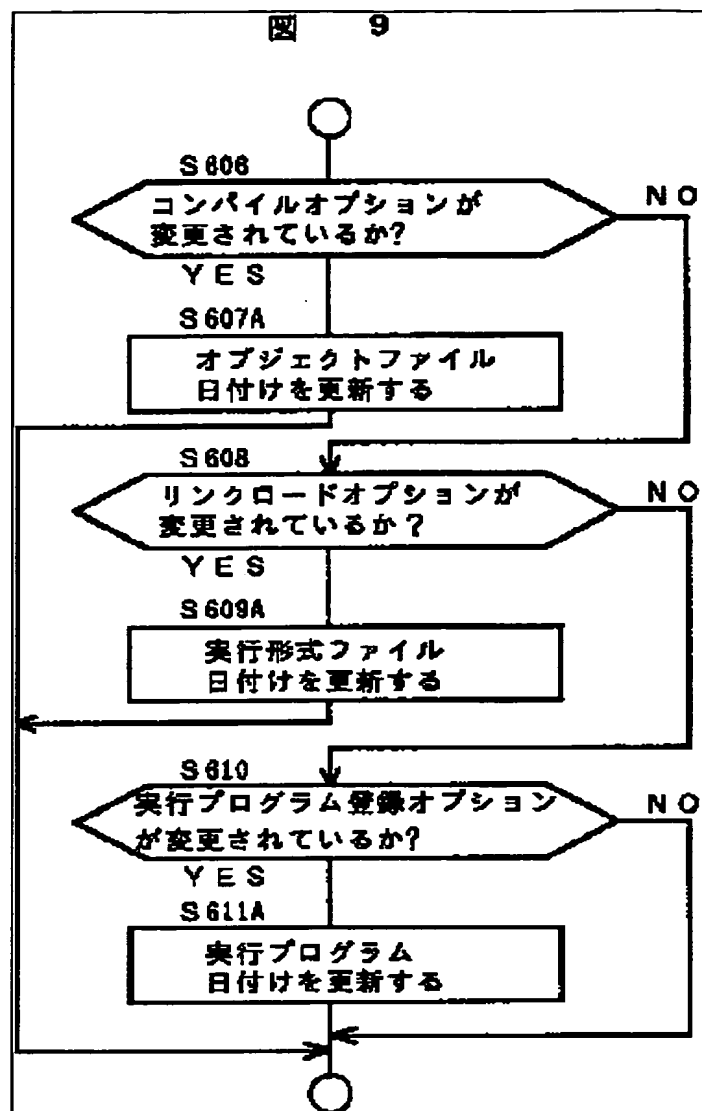 図 9
S606
コンパイルオプションが
変更されているか?
NO
YES
S607A
オブジェクトファイル
日付けを更新する
S608
リンクロードオプションが
変更されているか?
NO
YES
S609A
実行形式ファイル
日付けを更新する
S610
実行プログラム登録オプション
が変更されているか?
NO
YES
S611A
実行プログラム
日付けを更新する